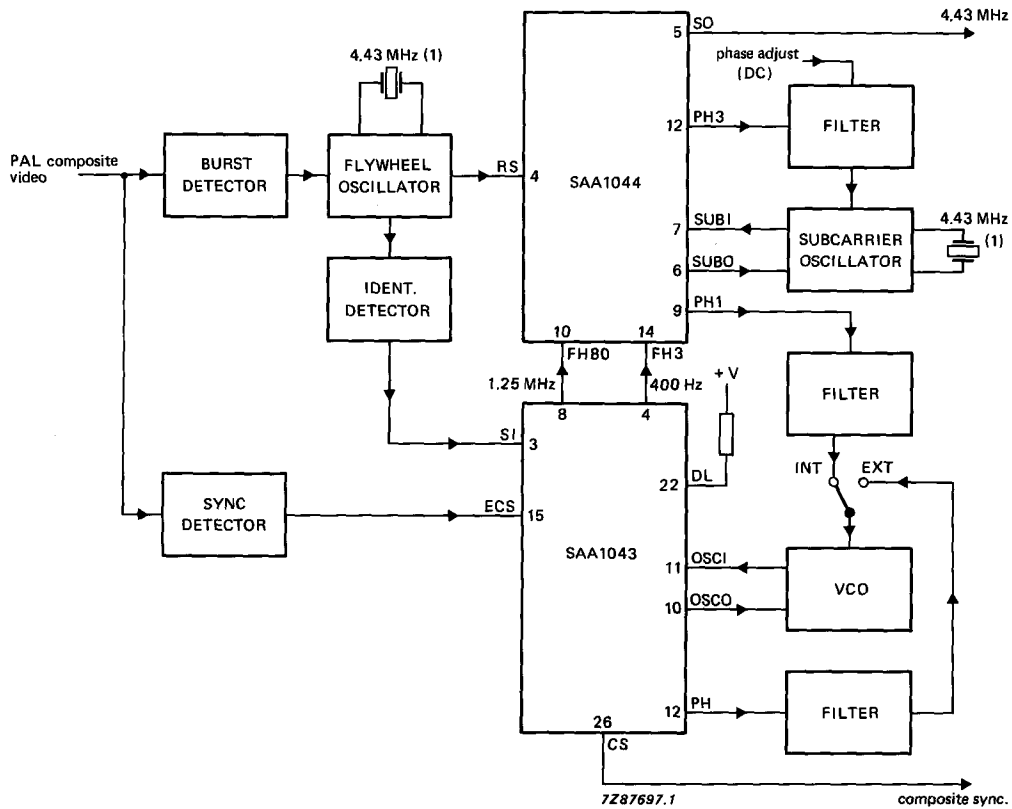 5 SO
4.43 MHz
phase adjust
(DC)
4.43 MHz (1)
12 PH3
FILTER
PAL composite
video
BURST
DETECTOR
FLYWHEEL
OSCILLATOR
RS
4
SAA1044
7 SUBI
SUBCARRIER
OSCILLATOR
4.43 MHz
(1)
6 SUBO
IDENT.
DETECTOR
9 PH1
10
14
FH80
FH3
1.25 MHz
400 Hz
8
4
+ V
FILTER
SI
3
INT
EXT
22 DL
SYNC
DETECTOR
ECS
15
SAA1043
11 OSCI
VCO
10 OSCO
12 PH
FILTER
26
CS
7Z87697.1
composite sync.